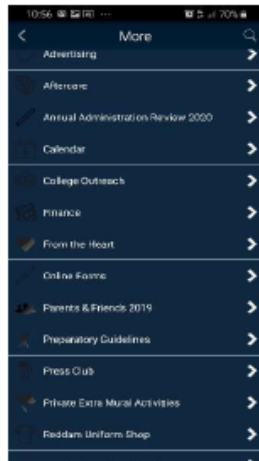 10:56 ... 70%
More
Advertising
Aftercare
Annual Administration Review 2020
Calendar
College Outreach
Finance
From the Heart
Online Forms
Parents & Friends 2019
Preparatory Guidelines
Press Club
Private Extra Mural Activities
Reddam Uniform Shop